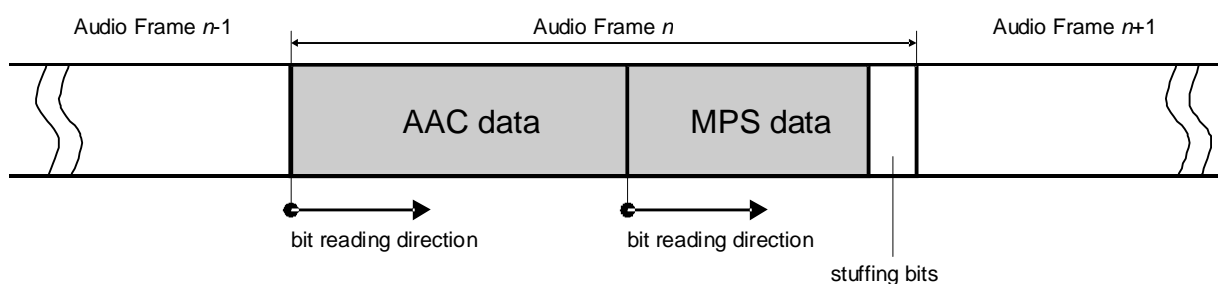 Audio Frame n-1
Audio Frame n
Audio Frame n+1
AAC data
MPS data
bit reading direction
bit reading direction
stuffing bits